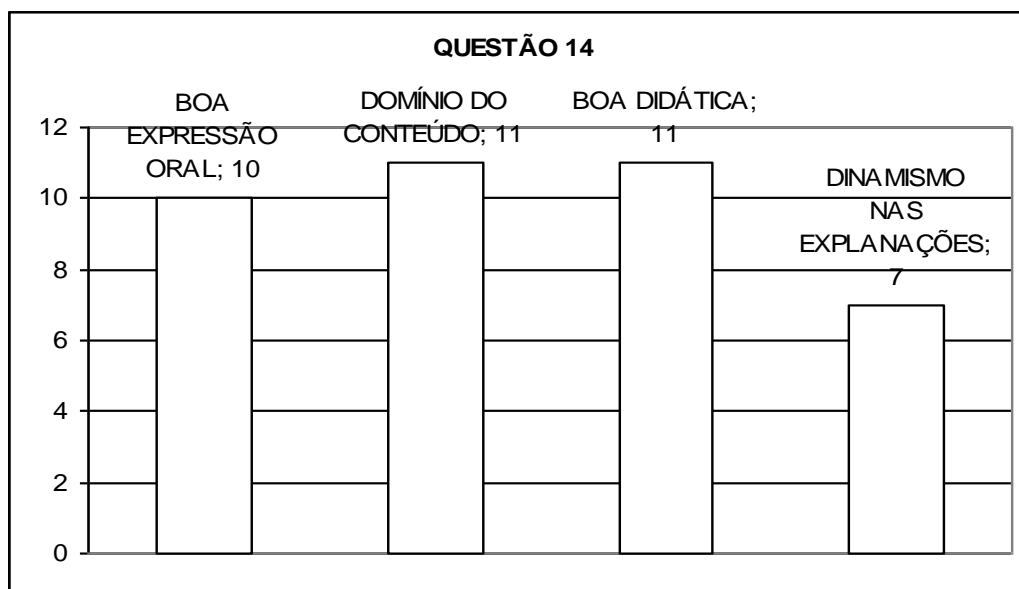 QUESTÃO 14
BOA
EXPRESSÃO
ORAL; 10
DOMÍNIO DO
CONTEÚDO; 11
BOA DIDÁTICA;
11
DINAMISMO
NAS
EXPLANAÇÕES;
7
12
10
8
6
4
2
0